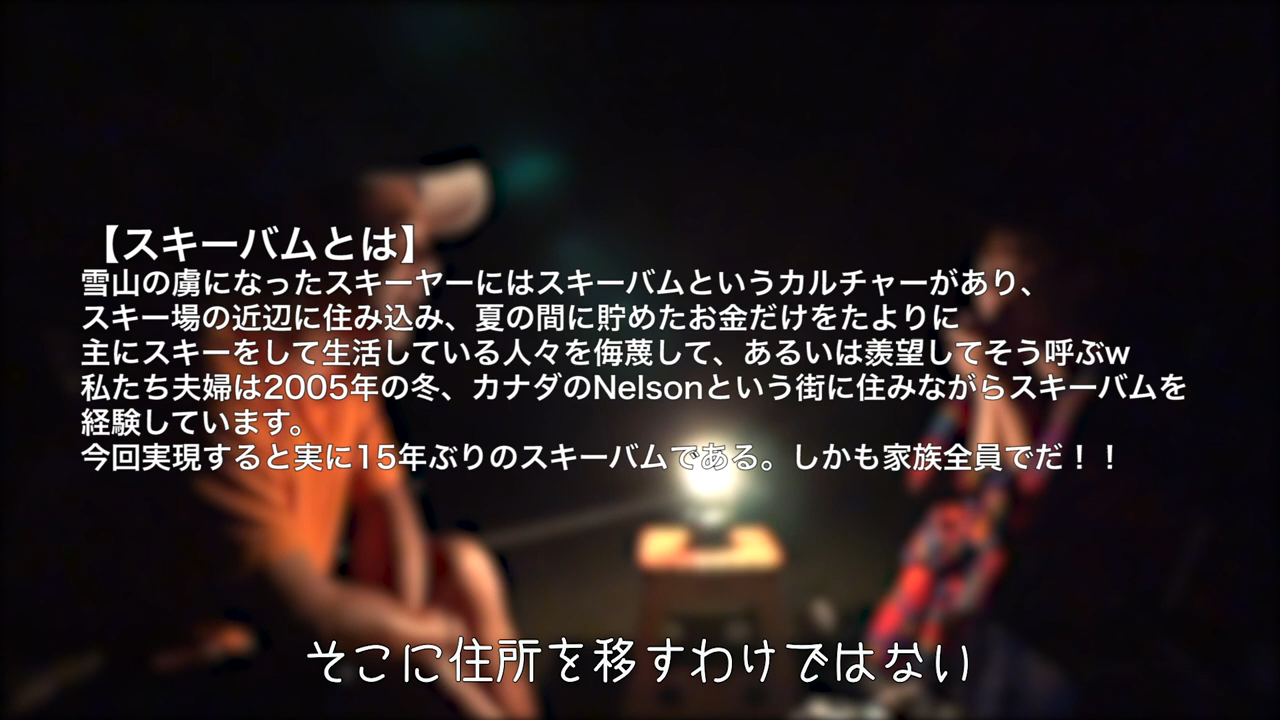 【スキーバムとは】
雪山の虜になったスキーヤーにはスキーバムというカルチャーがあり、
スキー場の近辺に住み込み、夏の間に貯めたお金だけをたよりに
主にスキーをして生活している人々を侮蔑して、あるいは羨望してそう呼ぶw
私たち夫婦は2005年の冬、カナダのNelsonという街に住みながらスキーバムを
経験しています。
今回実現すると実に15年ぶりのスキーバムである。しかも家族全員でだ！！
そこに住所を移すわけではない